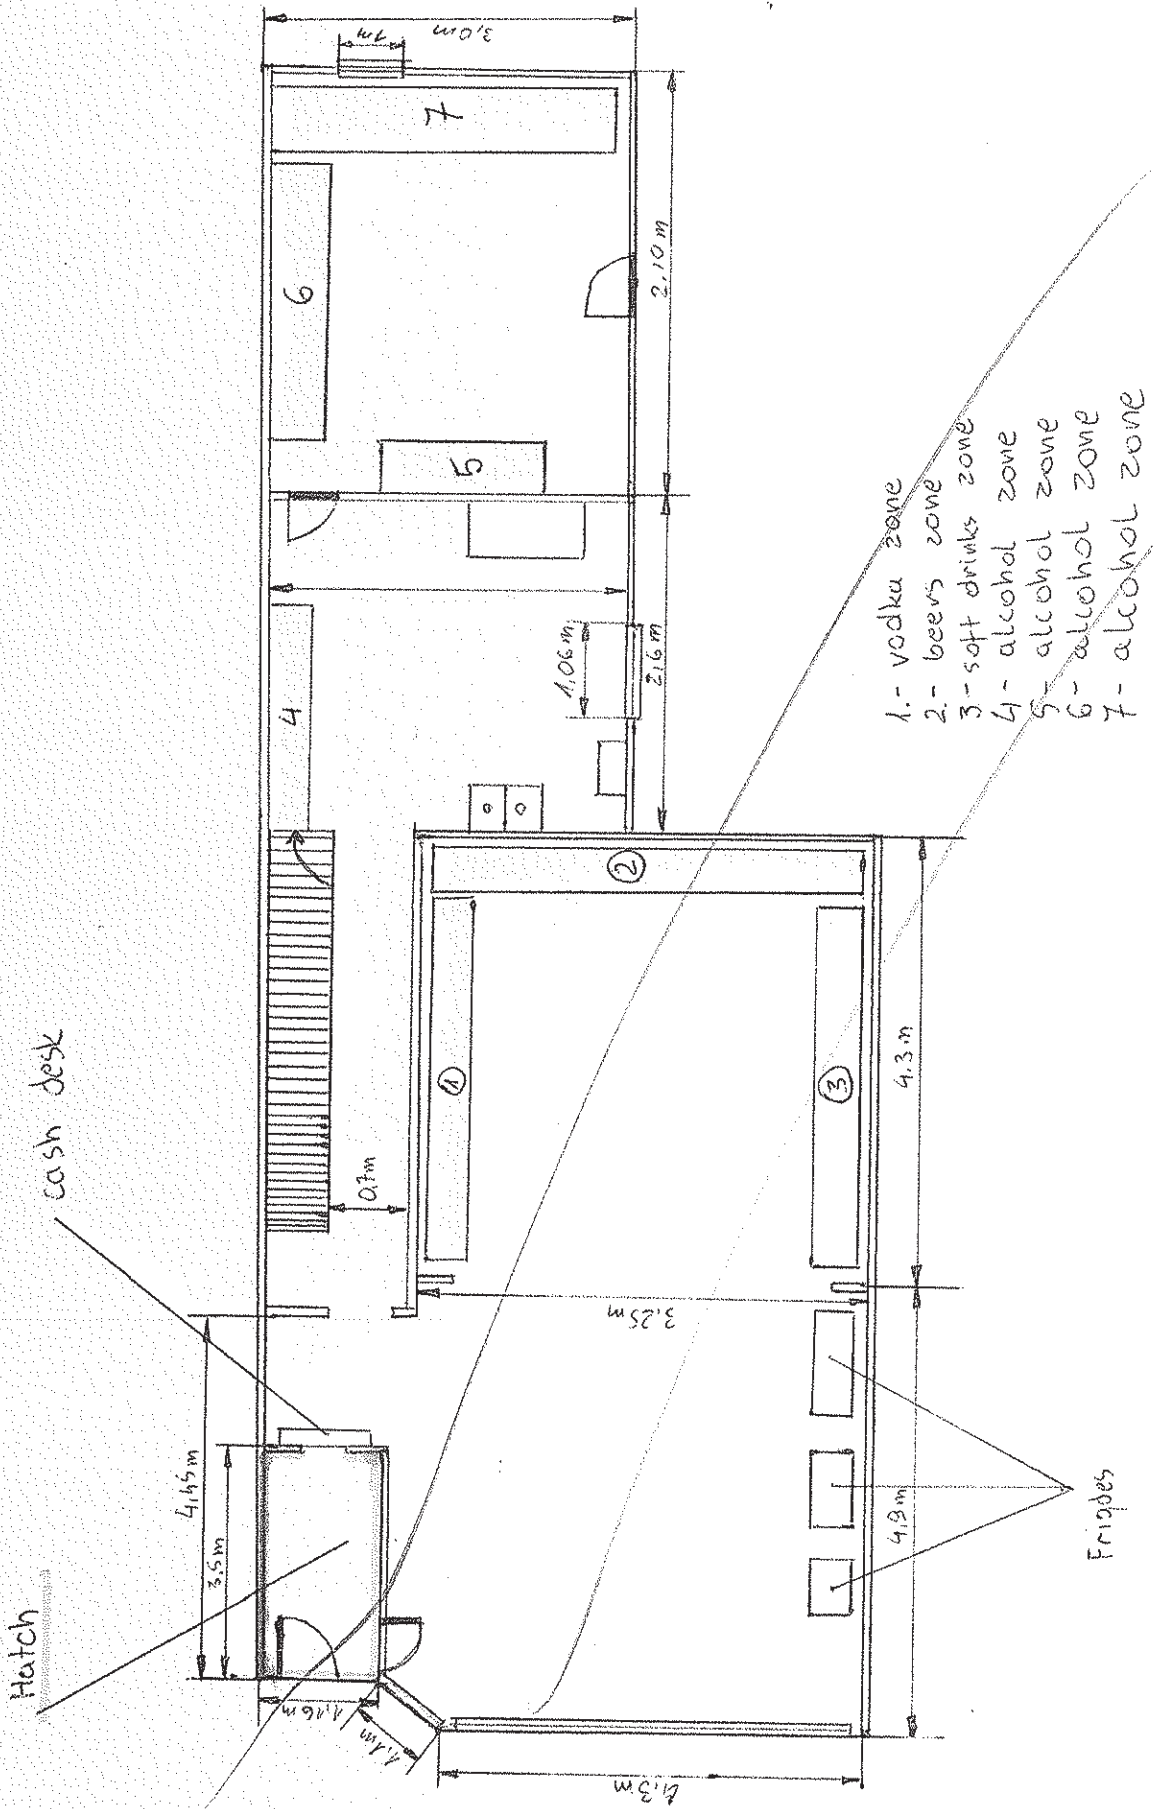 Hatch
cash desk
4,45m
3.5m
1,16m
1.1m
4,3m
0,7m
3,25m
4.9m
4.3m
Frigdes
1
2
3
4
5
6
7
1,06m
2,6m
2.10m
3,0m
1m
1.- vodka zone
2.- beers zone
3 - soft drinks zone
4 - alcohol zone
5 - alcohol zone
6 - alcohol zone
7 - alcohol zone